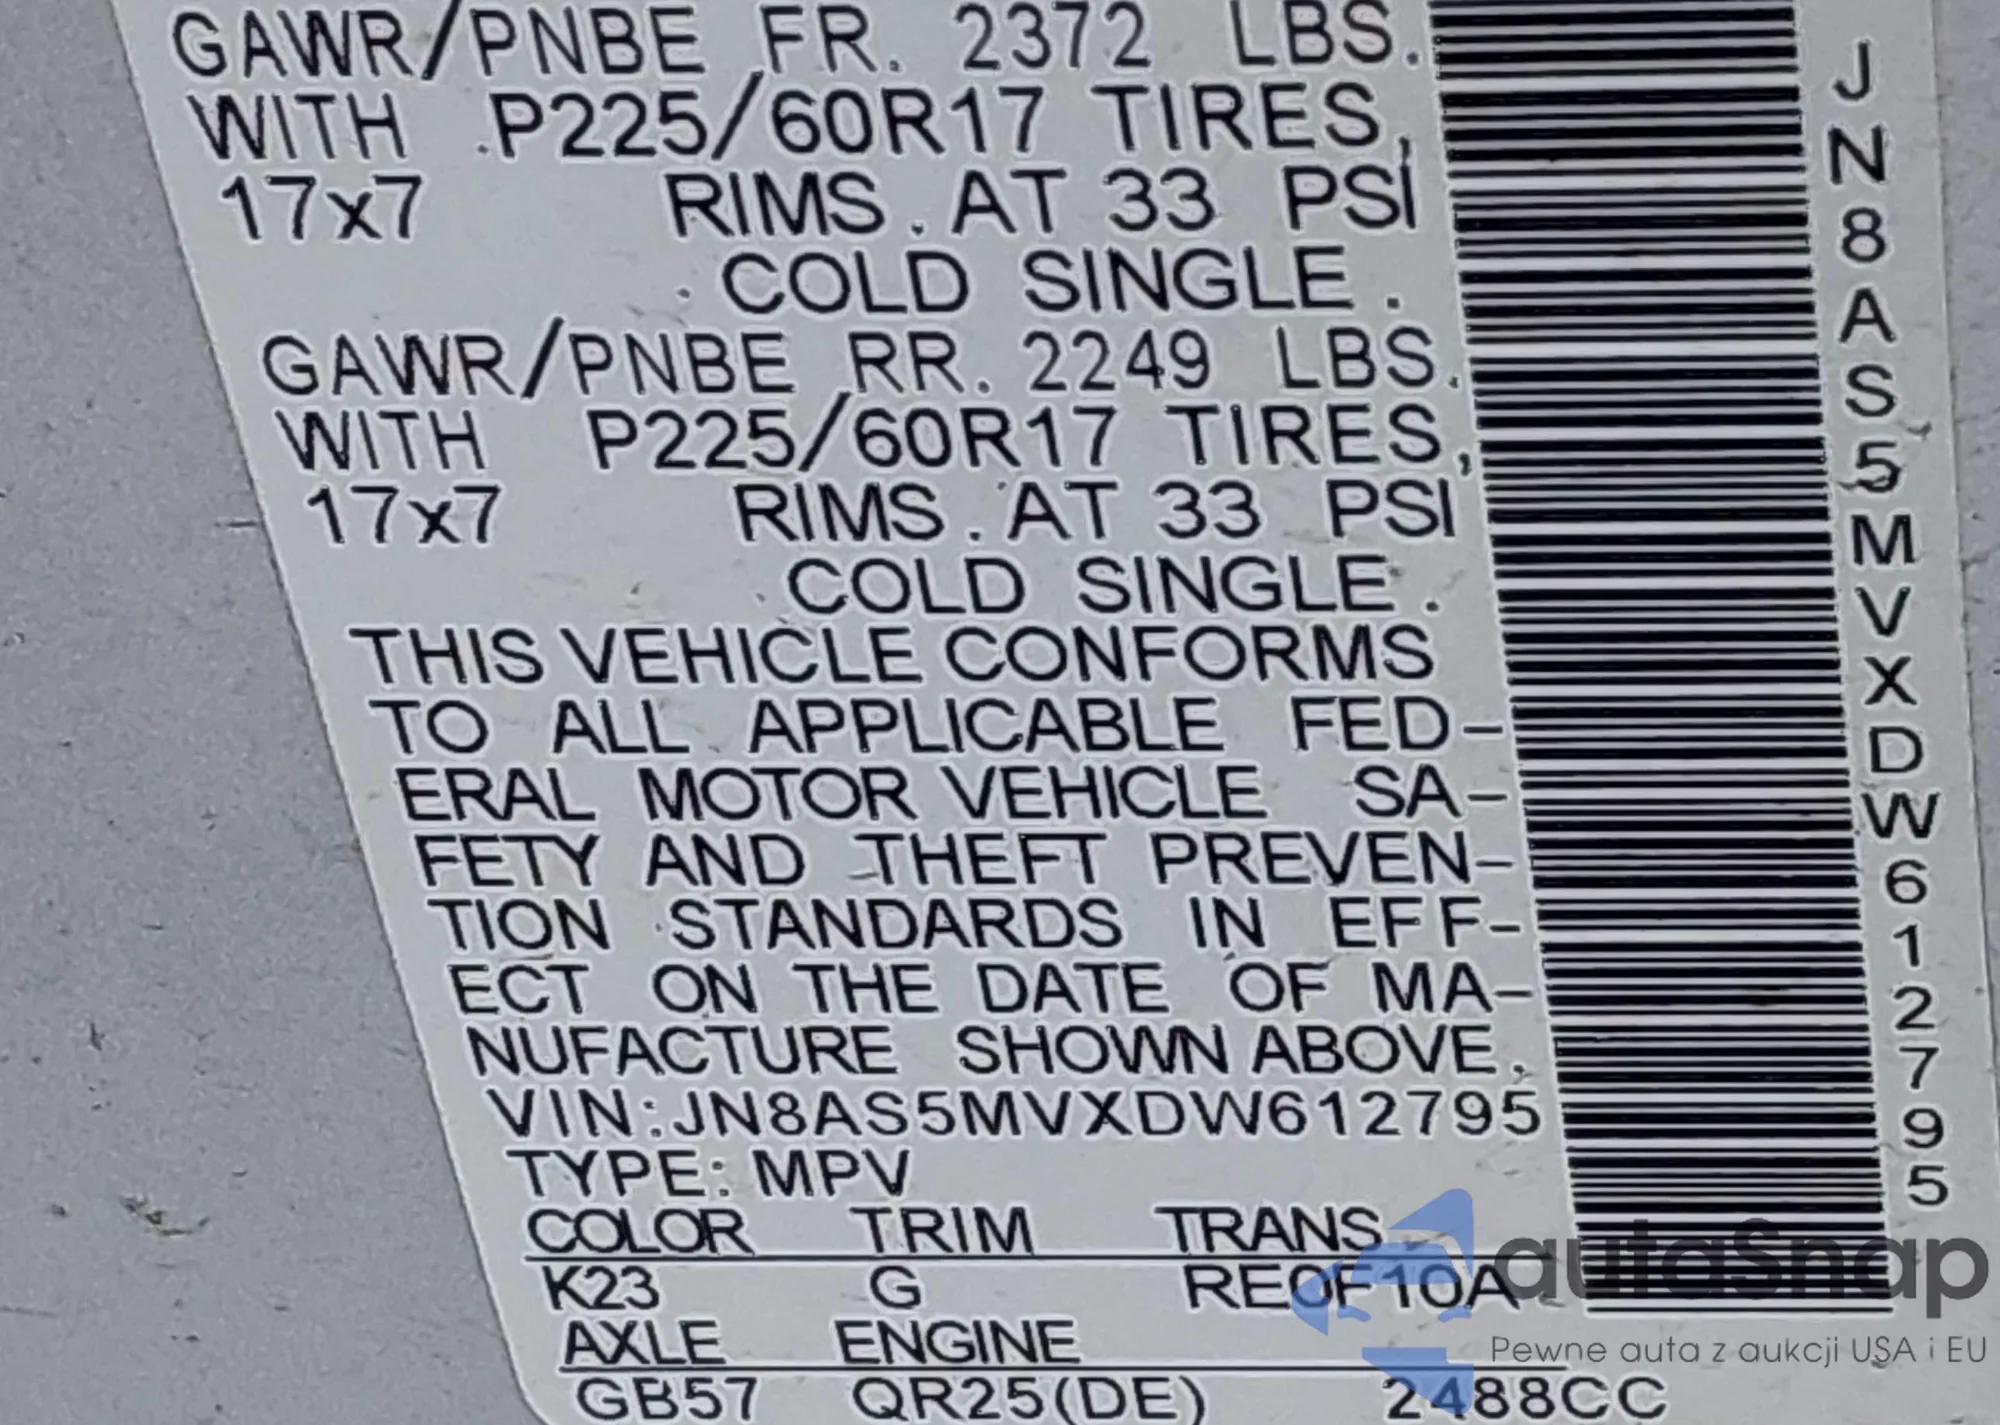 GAWR/PNBE FR. 2372 LBS.
WITH P225/60R17 TIRES,
17x7 RIMS. AT 33 PSI
COLD SINGLE.
GAWR/PNBE RR. 2249 LBS.
WITH P225/60R17 TIRES,
17x7 RIMS. AT 33 PSI
COLD SINGLE.
THIS VEHICLE CONFORMS
TO ALL APPLICABLE FED-
ERAL MOTOR VEHICLE SA-
FETY AND THEFT PREVEN-
TION STANDARDS IN EFF-
ECT ON THE DATE OF MA-
NUFACTURE SHOWN ABOVE.
VIN:JN8AS5MVXDW612795
TYPE: MPV
COLOR TRIM TRANS.
K23 G RE0F10A
AXLE ENGINE
GB57 QR25(DE) 2488CC
JN8AS5MVXDW612795
autoSnap
Pewne auta z aukcji USA i EU